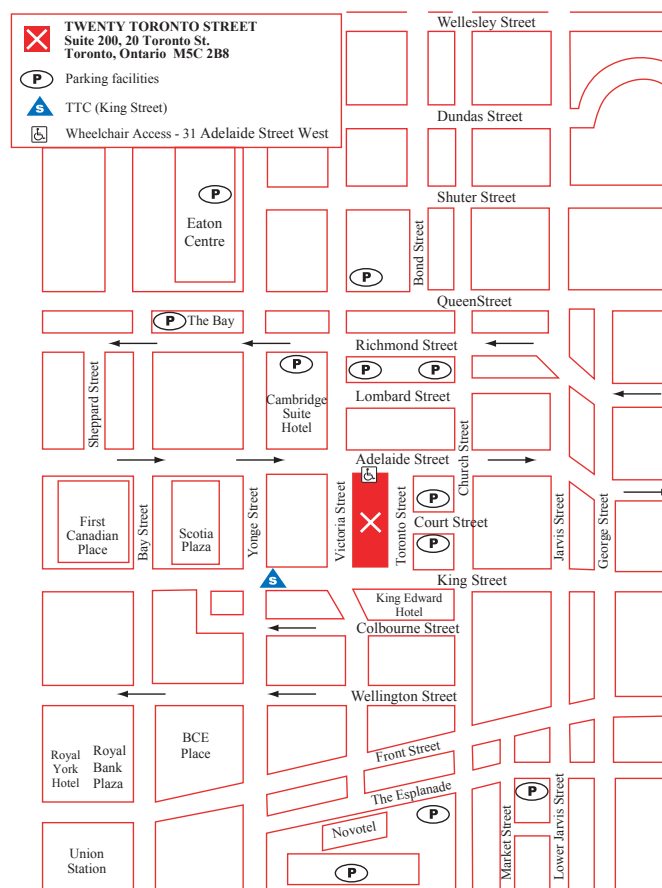 TWENTY TORONTO STREET
Suite 200, 20 Toronto St.
Toronto, Ontario M5C 2B8
P
Parking facilities
S
TTC (King Street)
Wheelchair Access - 31 Adelaide Street West
Wellesley Street
Dundas Street
Shuter Street
P
Eaton
Centre
Bond Street
P
QueenStreet
P
The Bay
Richmond Street
P
P
P
Sheppard Street
Cambridge
Suite
Hotel
Lombard Street
Church Street
Adelaide Street
First
Canadian
Place
Bay Street
Scotia
Plaza
Yonge Street
Victoria Street
Toronto Street
P
Court Street
P
Jarvis Street
George Street
S
King Street
King Edward
Hotel
Colbourne Street
Wellington Street
Royal
York
Hotel
Royal
Bank
Plaza
BCE
Place
Front Street
The Esplanade
P
P
Novotel
Market Street
Lower Jarvis Street
Union
Station
P